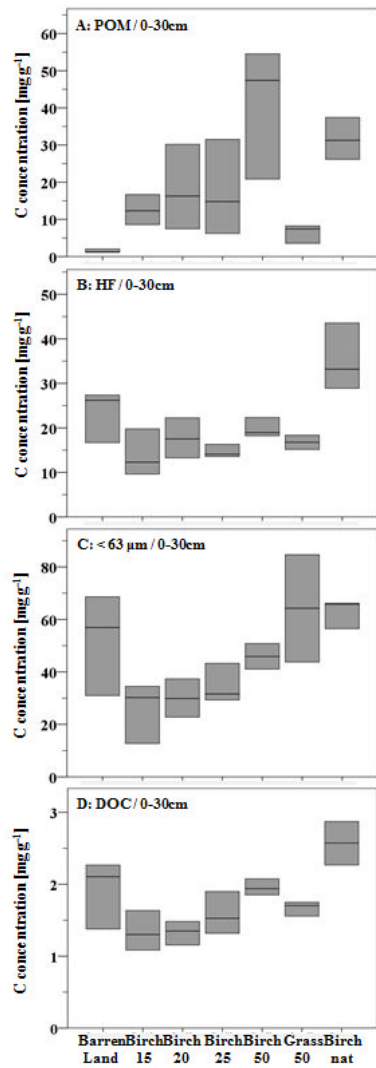 A: POM / 0-30cm
C concentration [mg g⁻¹]
60
50
40
30
20
10
0
B: HF / 0-30cm
C concentration [mg g⁻¹]
50
40
30
20
10
0
C: < 63 µm / 0-30cm
C concentration [mg g⁻¹]
80
60
40
20
0
D: DOC / 0-30cm
C concentration [mg g⁻¹]
3
2
1
0
Barren Birch Birch Birch Birch Grass Birch
Land 15 20 25 50 50 nat